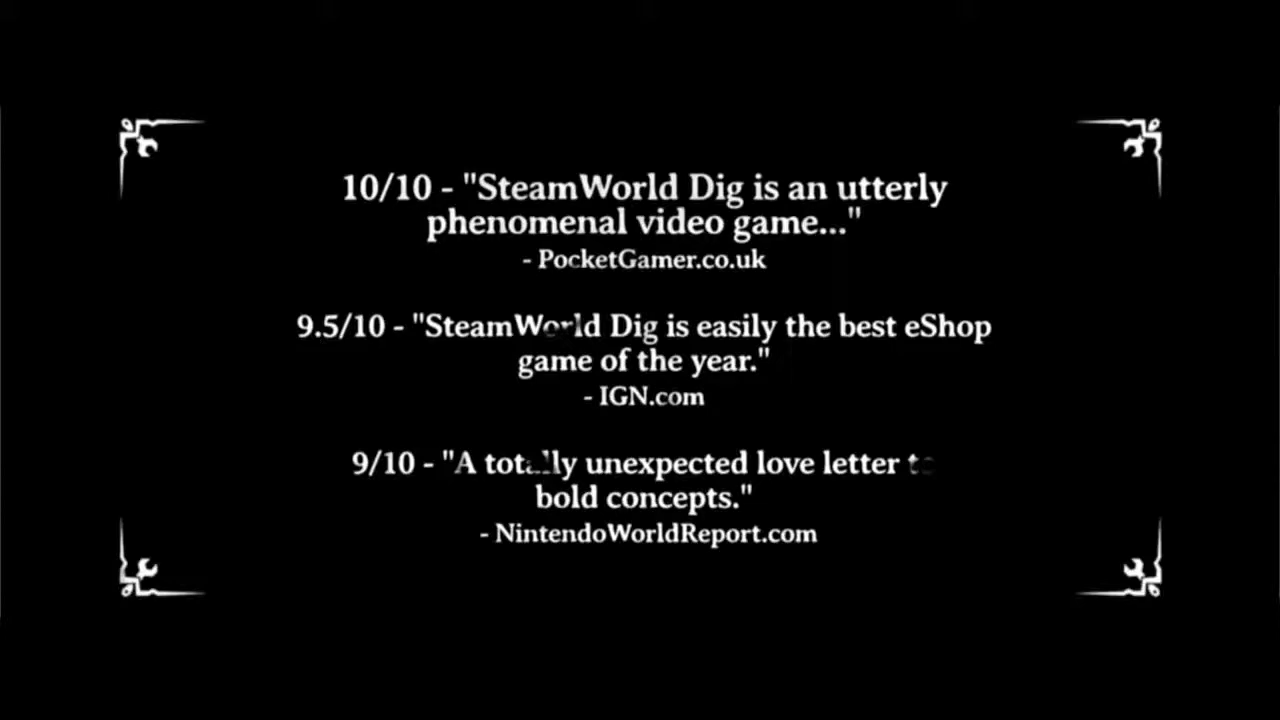 10/10 - "SteamWorld Dig is an utterly
phenomenal video game..."
- PocketGamer.co.uk
9.5/10 - "SteamWorld Dig is easily the best eShop
game of the year."
- IGN.com
9/10 - "A totally unexpected love letter to
bold concepts."
- NintendoWorldReport.com